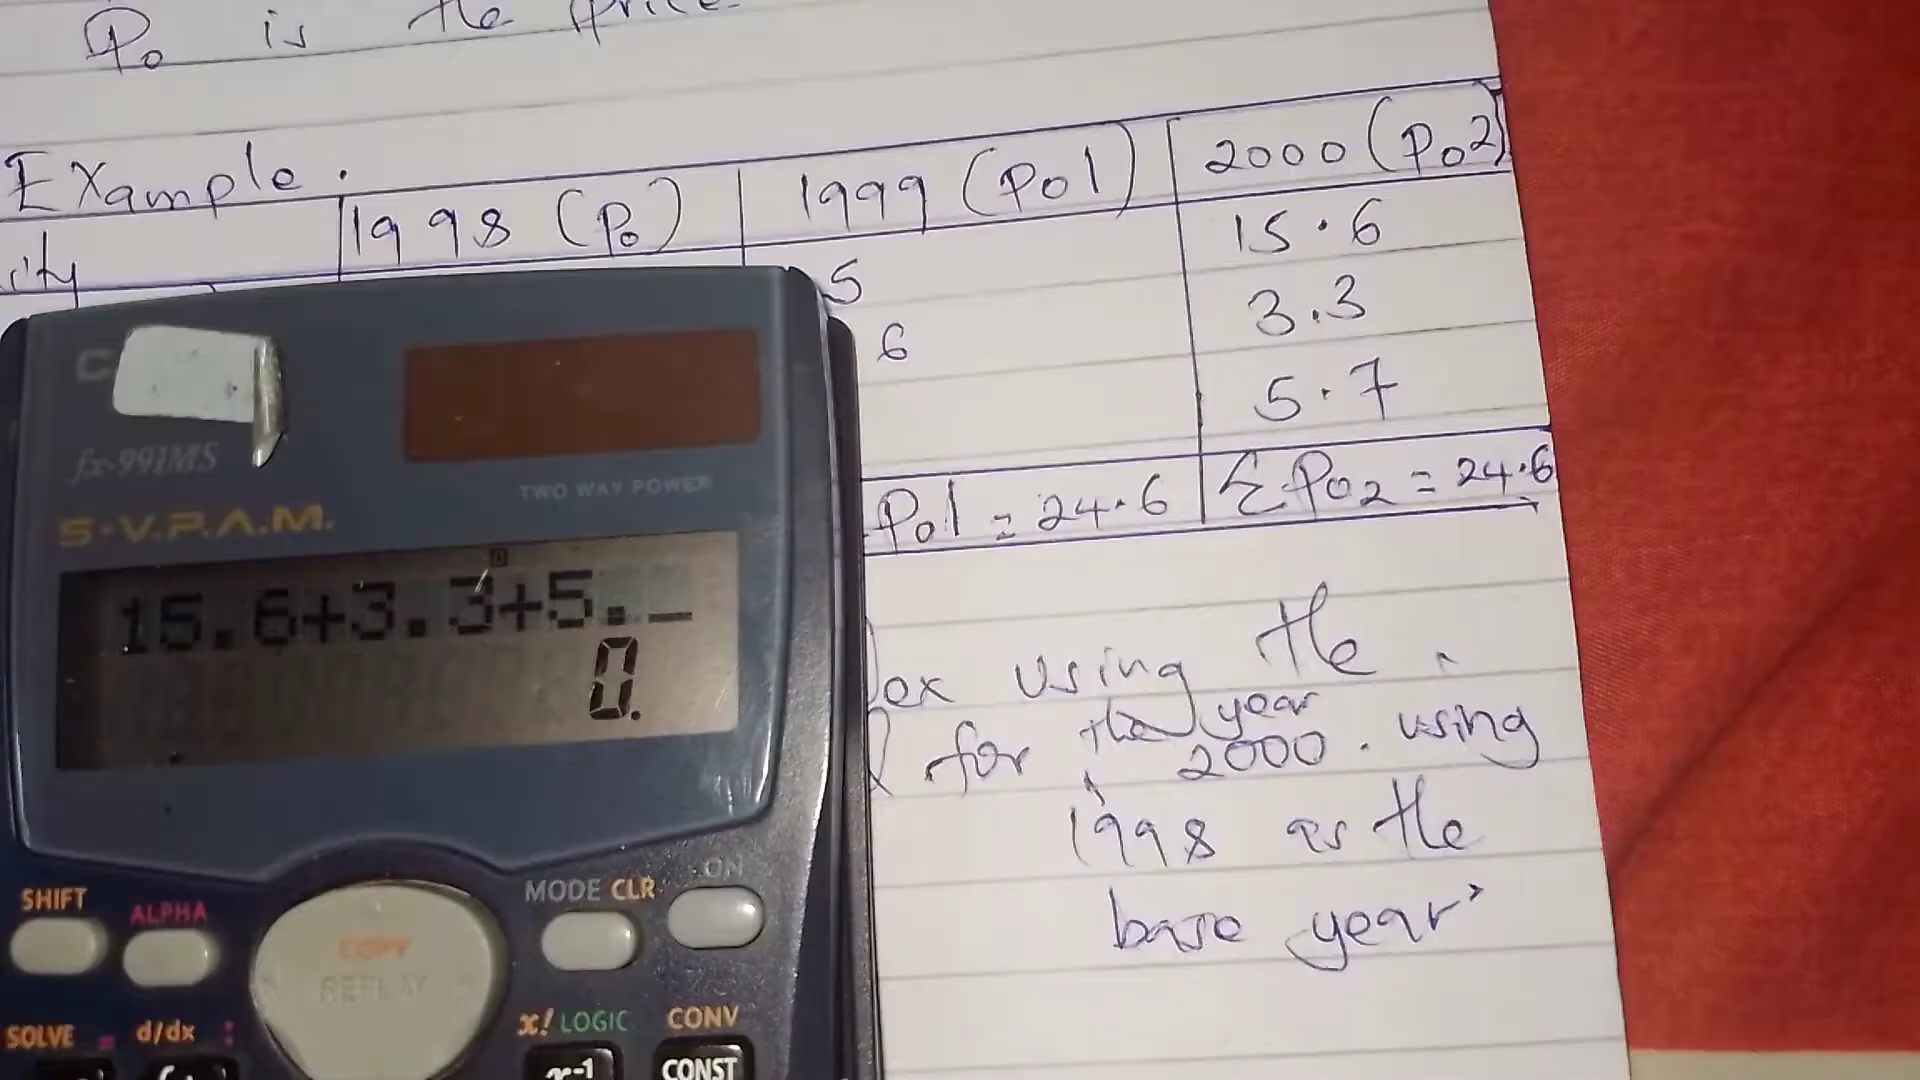 P₀ is the price
Example.
1998 (P₀) 1999 (P01) 2000 (P02)
5 15.6
6 3.3
5.7
P01 = 24.6 ΣP02 = 24.6
using the
for the year 2000. using
1998 as the
base year
fx-991MS
TWO WAY POWER
S-V.P.A.M.
15.6+3.3+5._
0.
SHIFT ALPHA MODE CLR ON
COPY
REPLAY
SOLVE = d/dx : x! LOGIC CONV
x-1 CONST